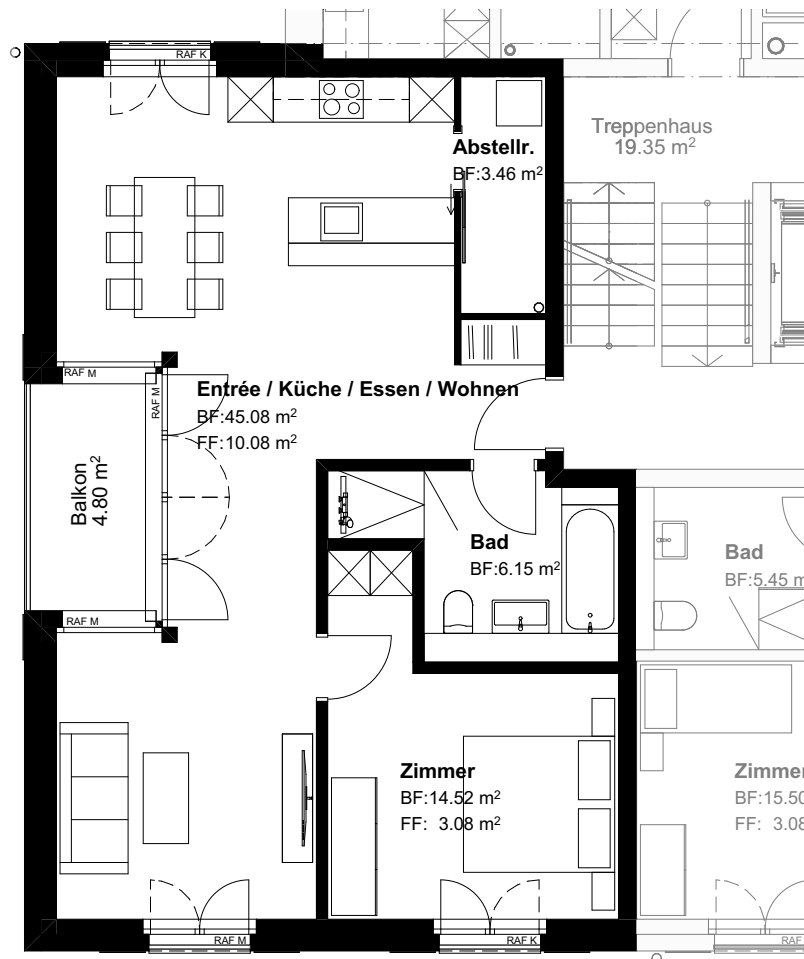 RAF K
Treppenhaus
19.35 m²
Abstellr.
BF:3.46 m²
RAF M
RAF M
Entrée / Küche / Essen / Wohnen
BF:45.08 m²
FF:10.08 m²
Balkon
4.80 m²
Bad
BF:6.15 m²
Bad
BF:5.45 m
RAF M
Zimmer
BF:14.52 m²
FF: 3.08 m²
Zimmer
BF:15.50
FF: 3.08
RAF M
RAF K
RAF